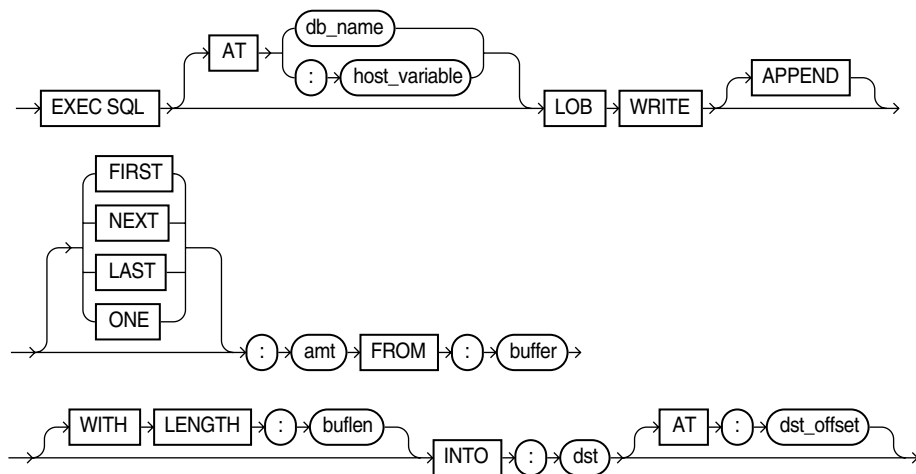 db_name
AT
: host_variable
EXEC SQL LOB WRITE APPEND
FIRST
NEXT
LAST
ONE
: amt FROM : buffer
WITH LENGTH : buflen AT : dst_offset
INTO : dst